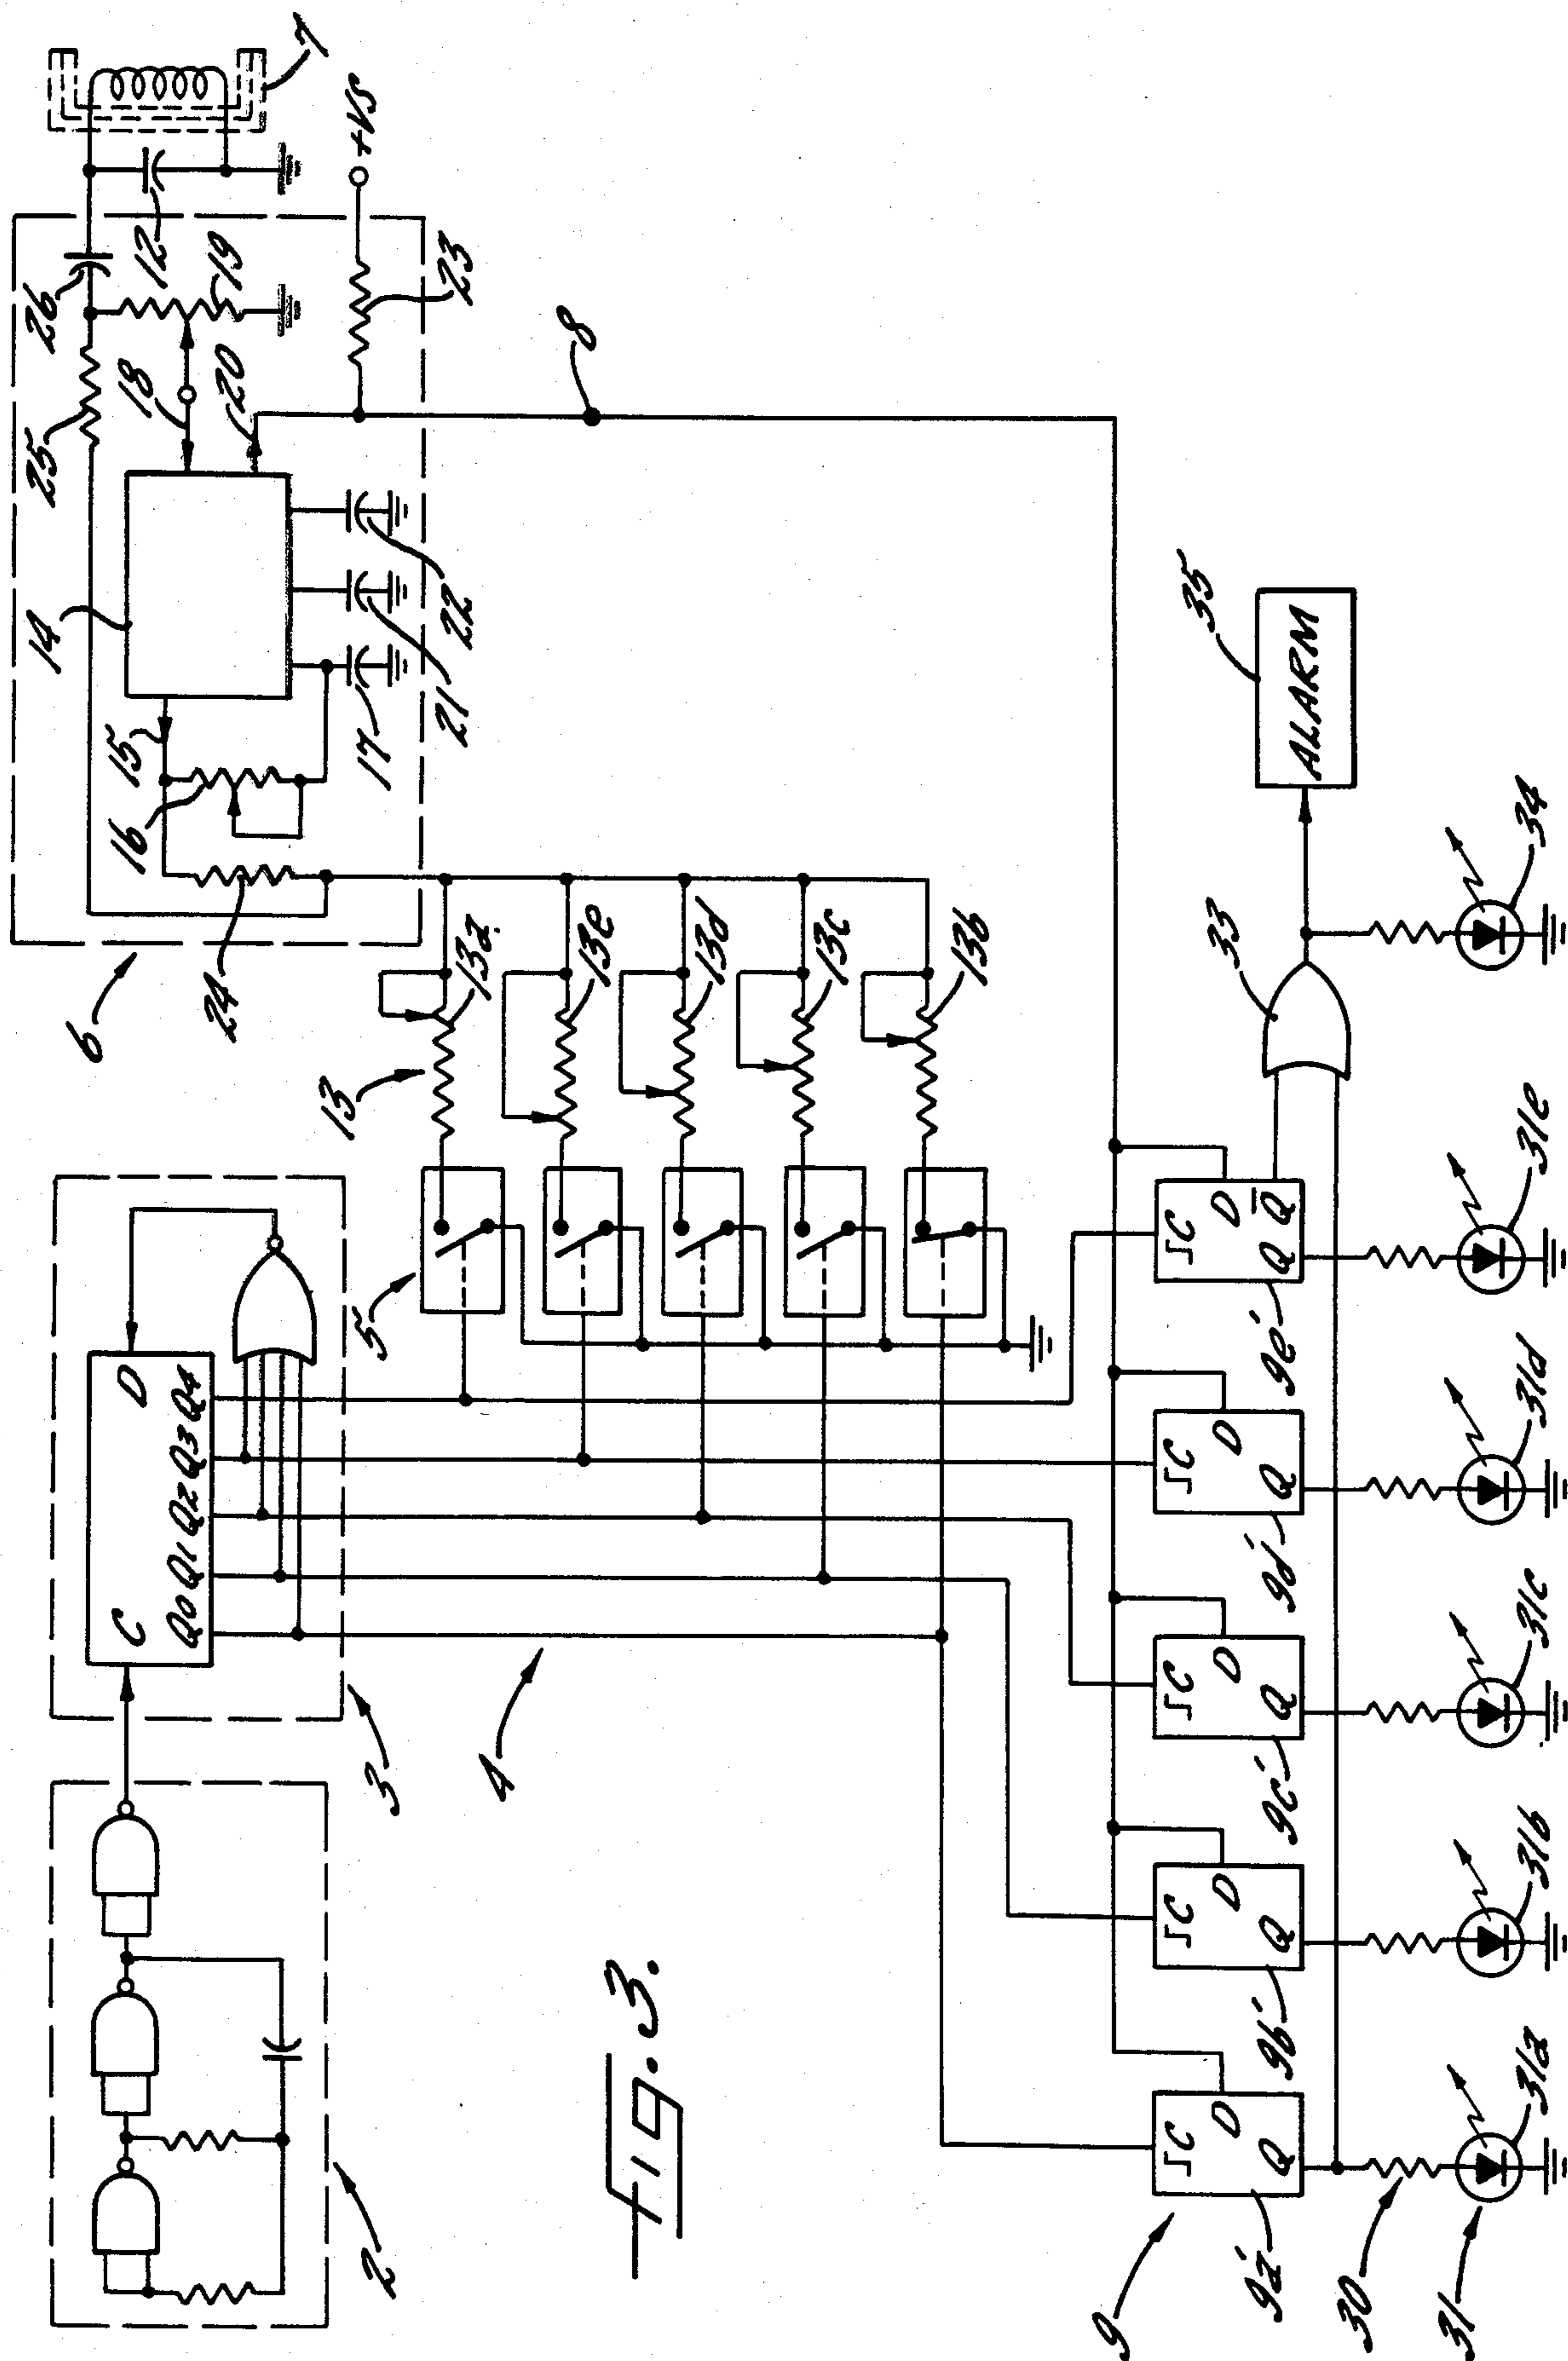 7
+VS
26
12
19
25
18
20
23
8
14
15
16
17
21
22
24
6
13
13a.
13e
13d
13c
13b
5
D
C
Q0 Q1 Q2 Q3 Q4
3
2
4
C D Q
C D Q
C D Q
C D Q
C D Q Q̅
9
9a'
9b'
9c'
9d'
9e'
33
35
ALARM
30
31
31a
31b
31c
31d
31e
34
Fig. 3.